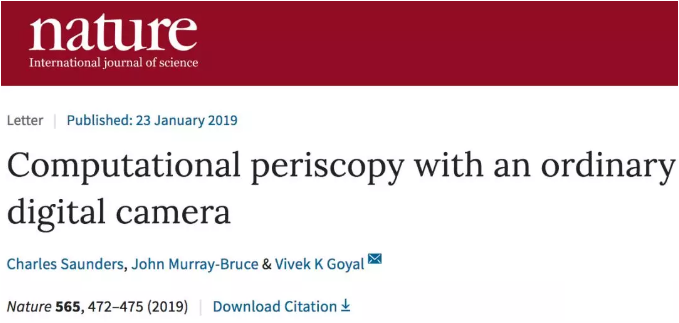 nature
International journal of science
Letter | Published: 23 January 2019
Computational periscopy with an ordinary
digital camera
Charles Saunders, John Murray-Bruce & Vivek K Goyal
Nature 565, 472–475 (2019) | Download Citation